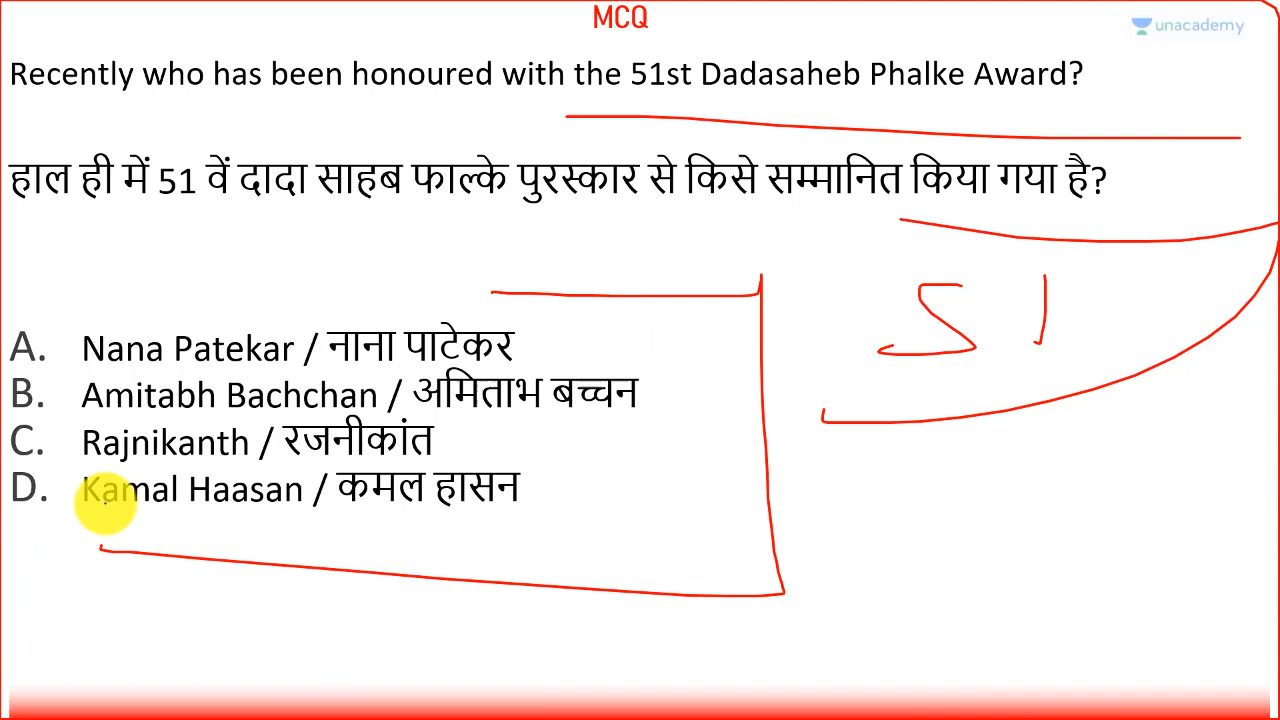 MCQ
unacademy
Recently who has been honoured with the 51st Dadasaheb Phalke Award?
हाल ही में 51 वें दादा साहब फाल्के पुरस्कार से किसे सम्मानित किया गया है?
51
A. Nana Patekar / नाना पाटेकर
B. Amitabh Bachchan / अमिताभ बच्चन
C. Rajnikanth / रजनीकांत
D. Kamal Haasan / कमल हासन